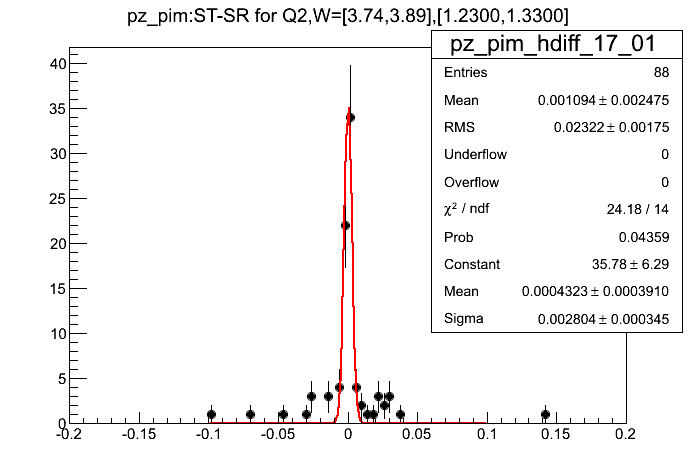 pz_pim:ST-SR for Q2,W=[3.74,3.89],[1.2300,1.3300]
pz_pim_hdiff_17_01
Entries 88
Mean 0.001094 ± 0.002475
RMS 0.02322 ± 0.00175
Underflow 0
Overflow 0
χ² / ndf 24.18 / 14
Prob 0.04359
Constant 35.78 ± 6.29
Mean 0.0004323 ± 0.0003910
Sigma 0.002804 ± 0.000345
40
35
30
25
20
15
10
5
0
-0.2 -0.15 -0.1 -0.05 0 0.05 0.1 0.15 0.2